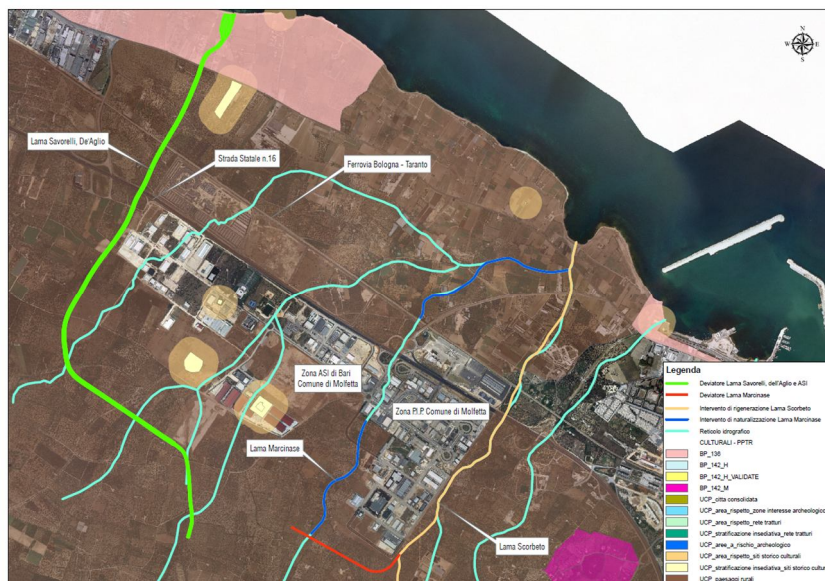 N
W E
S
Lama Savorelli, De'Aglio
Strada Statale n.16
Ferrovia Bologna - Taranto
Zona ASI di Bari
Comune di Molfetta
Zona P.I.P. Comune di Molfetta
Lama Marcinase
Lama Scorbeto
Legenda
Deviatore Lama Savorelli, dell'Aglio e ASI
Deviatore Lama Marcinase
Intervento di rigenerazione Lama Scorbeto
Intervento di naturalizzazione Lama Marcinase
Reticolo idrografico
CULTURALI - PPTR
BP_136
BP_142_H
BP_142_H_VALIDATE
BP_142_M
UCP_citta consolidata
UCP_area_rispetto_zone interesse archeologico
UCP_area_rispetto_rete tratturi
UCP_stratificazione insediativa_rete tratturi
UCP_aree_a_rischio_archeologico
UCP_area_rispetto_siti storico culturali
UCP_stratificazione insediativa_siti storico cultur
UCP_paesaggi rurali